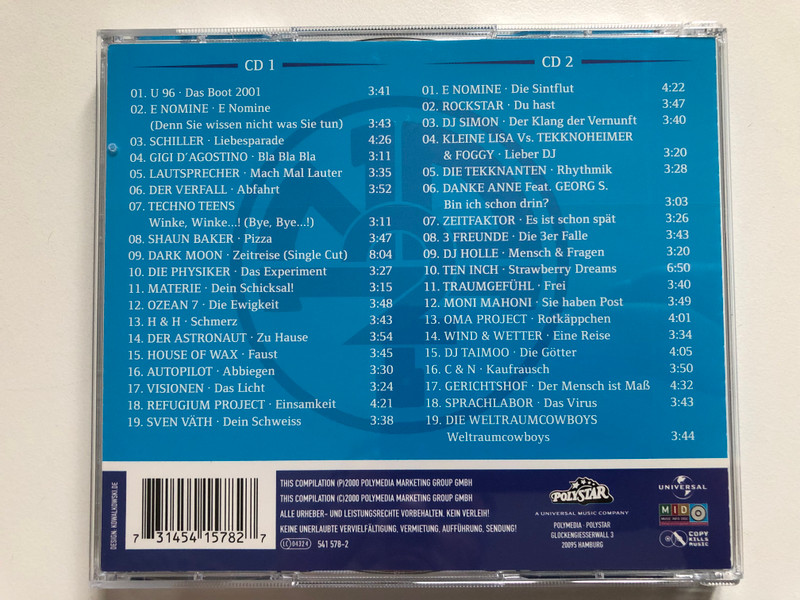 CD 1
01. U 96 · Das Boot 2001 3:41
02. E NOMINE · E Nomine
(Denn Sie wissen nicht was Sie tun) 3:43
03. SCHILLER · Liebesparade 4:26
04. GIGI D'AGOSTINO · Bla Bla Bla 3:11
05. LAUTSPRECHER · Mach Mal Lauter 3:35
06. DER VERFALL · Abfahrt 3:52
07. TECHNO TEENS
Winke, Winke...! (Bye, Bye...!) 3:11
08. SHAUN BAKER · Pizza 3:47
09. DARK MOON · Zeitreise (Single Cut) 8:04
10. DIE PHYSIKER · Das Experiment 3:27
11. MATERIE · Dein Schicksal! 3:15
12. OZEAN 7 · Die Ewigkeit 3:48
13. H & H · Schmerz 3:43
14. DER ASTRONAUT · Zu Hause 3:54
15. HOUSE OF WAX · Faust 3:45
16. AUTOPILOT · Abbiegen 3:30
17. VISIONEN · Das Licht 3:24
18. REFUGIUM PROJECT · Einsamkeit 4:21
19. SVEN VÄTH · Dein Schweiss 3:38
CD 2
01. E NOMINE · Die Sintflut 4:22
02. ROCKSTAR · Du hast 3:47
03. DJ SIMON · Der Klang der Vernunft 3:40
04. KLEINE LISA Vs. TEKKNOHEIMER
& FOGGY · Lieber DJ 3:20
05. DIE TEKKNANTEN · Rhythmik 3:28
06. DANKE ANNE Feat. GEORG S.
Bin ich schon drin? 3:03
07. ZEITFAKTOR · Es ist schon spät 3:26
08. 3 FREUNDE · Die 3er Falle 3:43
09. DJ HOLLE · Mensch & Fragen 3:20
10. TEN INCH · Strawberry Dreams 6:50
11. TRAUMGEFÜHL · Frei 3:40
12. MONI MAHONI · Sie haben Post 3:49
13. OMA PROJECT · Rotkäppchen 4:01
14. WIND & WETTER · Eine Reise 3:34
15. DJ TAIMOO · Die Götter 4:05
16. C & N · Kaufrausch 3:50
17. GERICHTSHOF · Der Mensch ist Maß 4:32
18. SPRACHLABOR · Das Virus 3:43
19. DIE WELTRAUMCOWBOYS
Weltraumcowboys 3:44
DESIGN: NOWALKOWSKI.DE
7 31454 15782 7
THIS COMPILATION (P)2000 POLYMEDIA MARKETING GROUP GMBH
THIS COMPILATION (C)2000 POLYMEDIA MARKETING GROUP GMBH
ALLE URHEBER- UND LEISTUNGSRECHTE VORBEHALTEN. KEIN VERLEIH!
KEINE UNERLAUBTE VERVIELFÄLTIGUNG, VERMIETUNG, AUFFÜHRUNG, SENDUNG!
LC 04324 541 578-2
POLYSTAR
A UNIVERSAL MUSIC COMPANY
POLYMEDIA · POLYSTAR
GLOCKENGIESSERWALL 3
20095 HAMBURG
UNIVERSAL
MID
COPY
KILLS
MUSIC